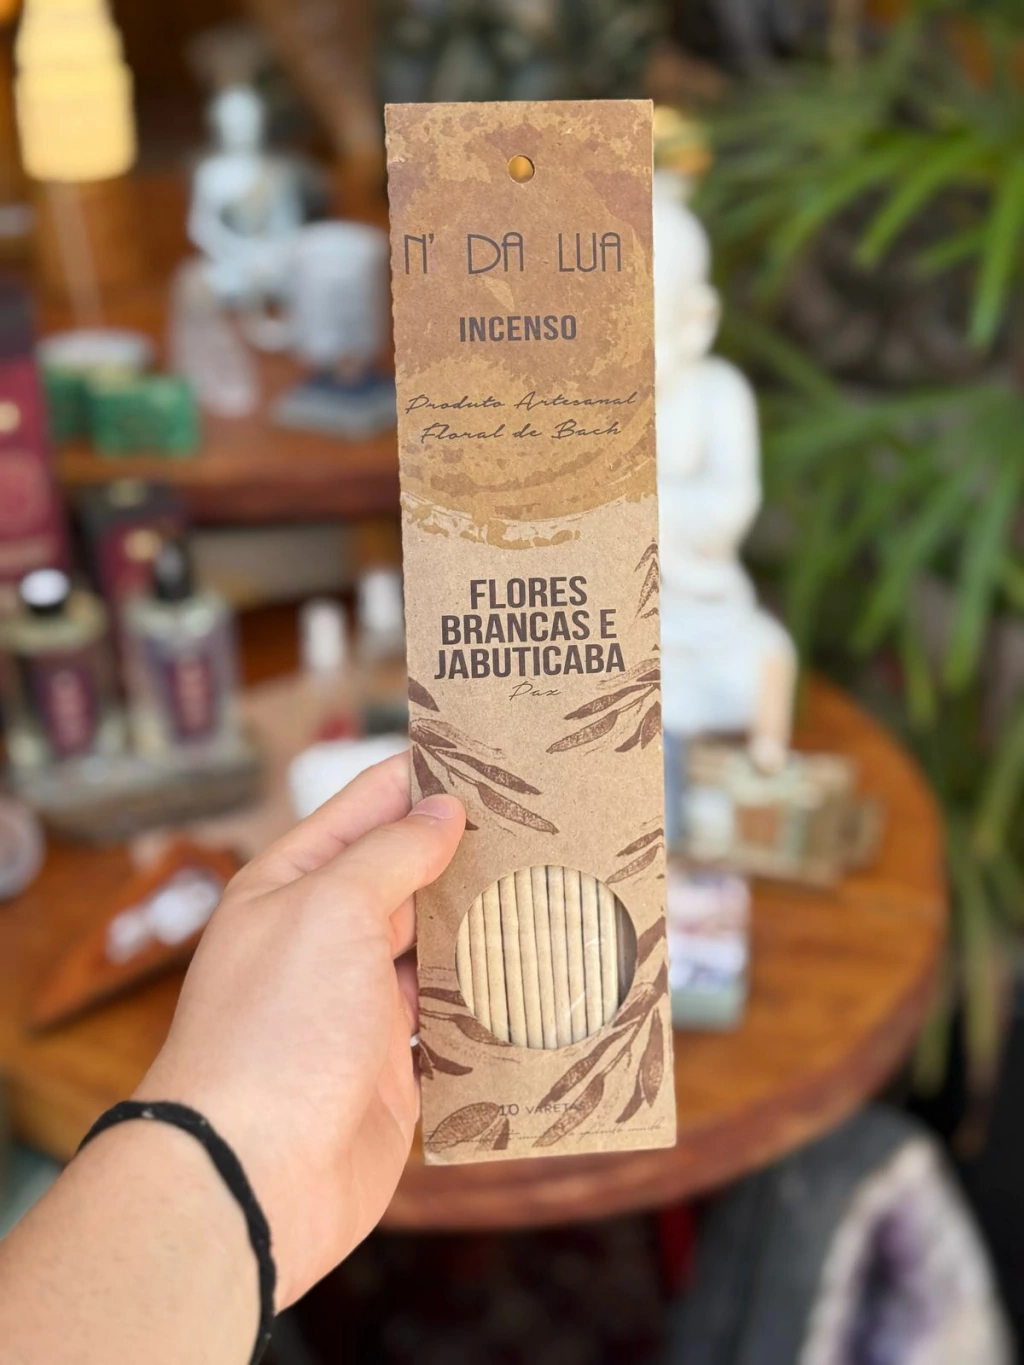 N' DA LUA
INCENSO
Produto Artesanal
Floral de Bach
FLORES
BRANCAS E
JABUTICABA
Paz
10 VARETAS